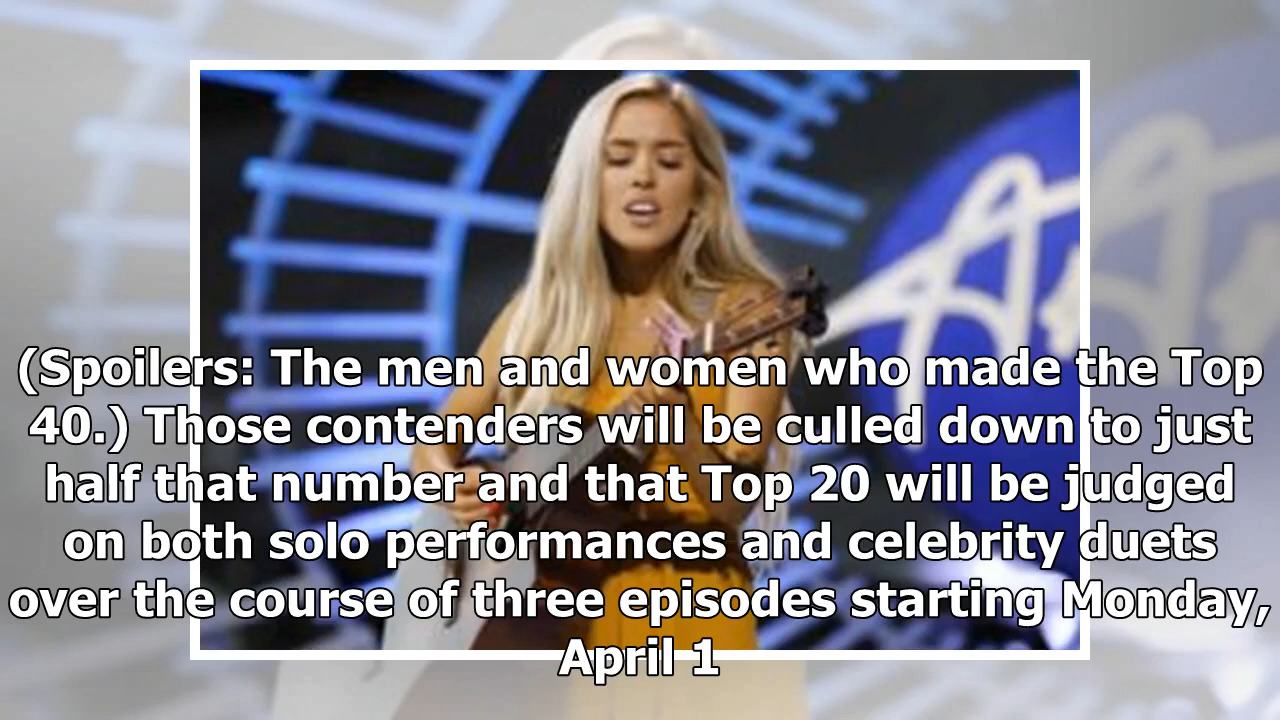 (Spoilers: The men and women who made the Top
40.) Those contenders will be culled down to just
half that number and that Top 20 will be judged
on both solo performances and celebrity duets
over the course of three episodes starting Monday,
April 1